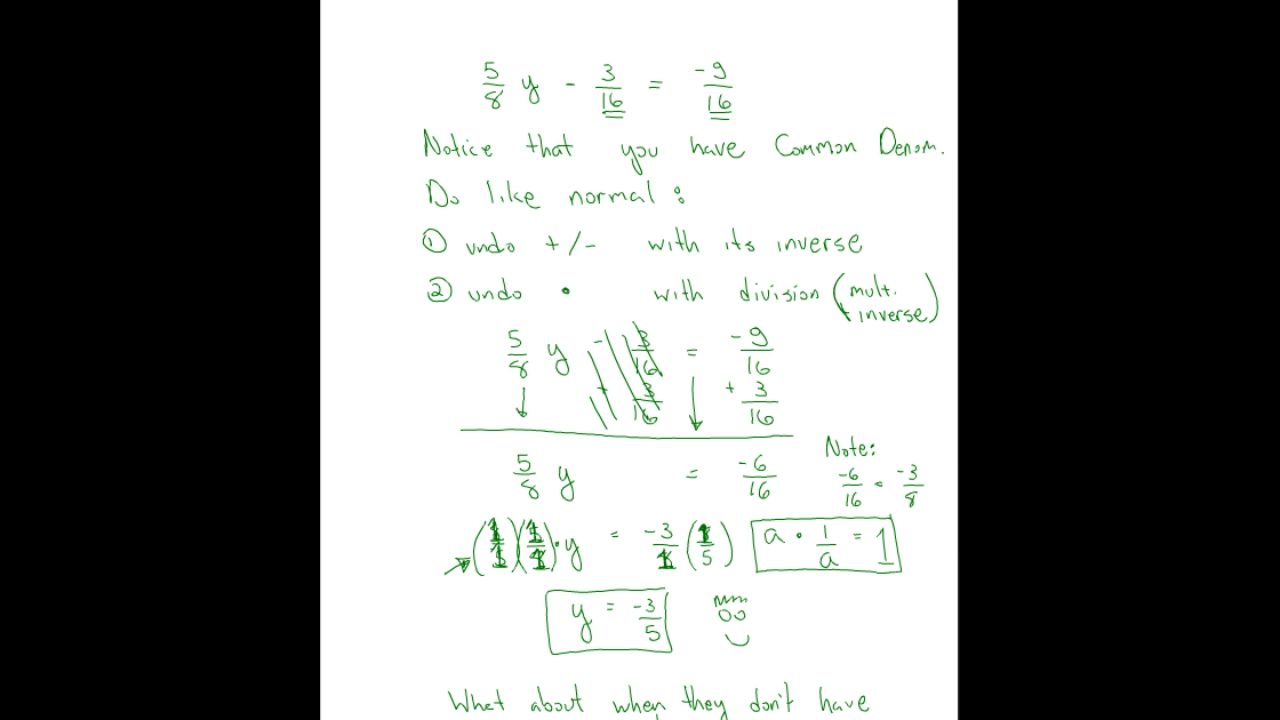 5/8 y - 3/16 = -9/16
Notice that you have Common Denom.
Do like normal:
① undo +/- with its inverse
② undo • with division (mult. inverse)
5/8 y - 3/16 = -9/16
+ 3/16 + 3/16
5/8 y = -6/16
Note:
-6/16 = -3/8
(1/1)(1/1)•y = -3/1 (1/5)
a • 1/a = 1
y = -3/5
What about when they don't have